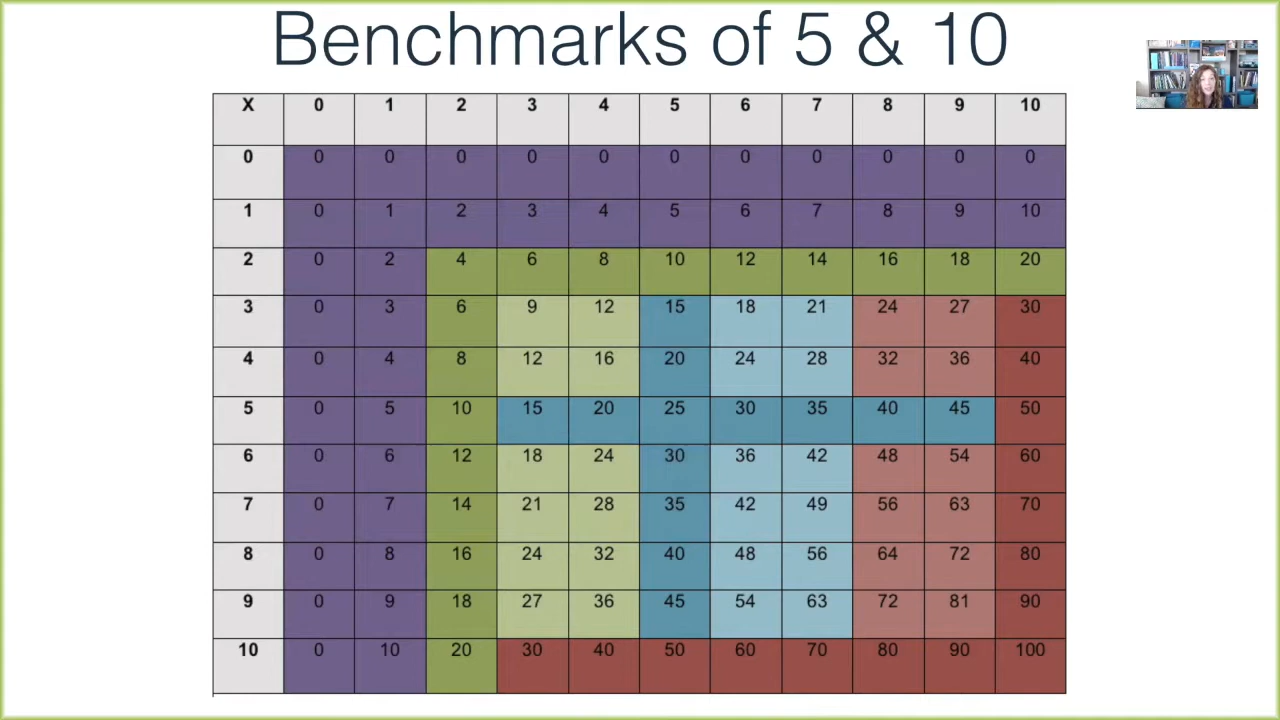 Benchmarks of 5 & 10
X 0 1 2 3 4 5 6 7 8 9 10
0 0 0 0 0 0 0 0 0 0 0 0
1 0 1 2 3 4 5 6 7 8 9 10
2 0 2 4 6 8 10 12 14 16 18 20
3 0 3 6 9 12 15 18 21 24 27 30
4 0 4 8 12 16 20 24 28 32 36 40
5 0 5 10 15 20 25 30 35 40 45 50
6 0 6 12 18 24 30 36 42 48 54 60
7 0 7 14 21 28 35 42 49 56 63 70
8 0 8 16 24 32 40 48 56 64 72 80
9 0 9 18 27 36 45 54 63 72 81 90
10 0 10 20 30 40 50 60 70 80 90 100